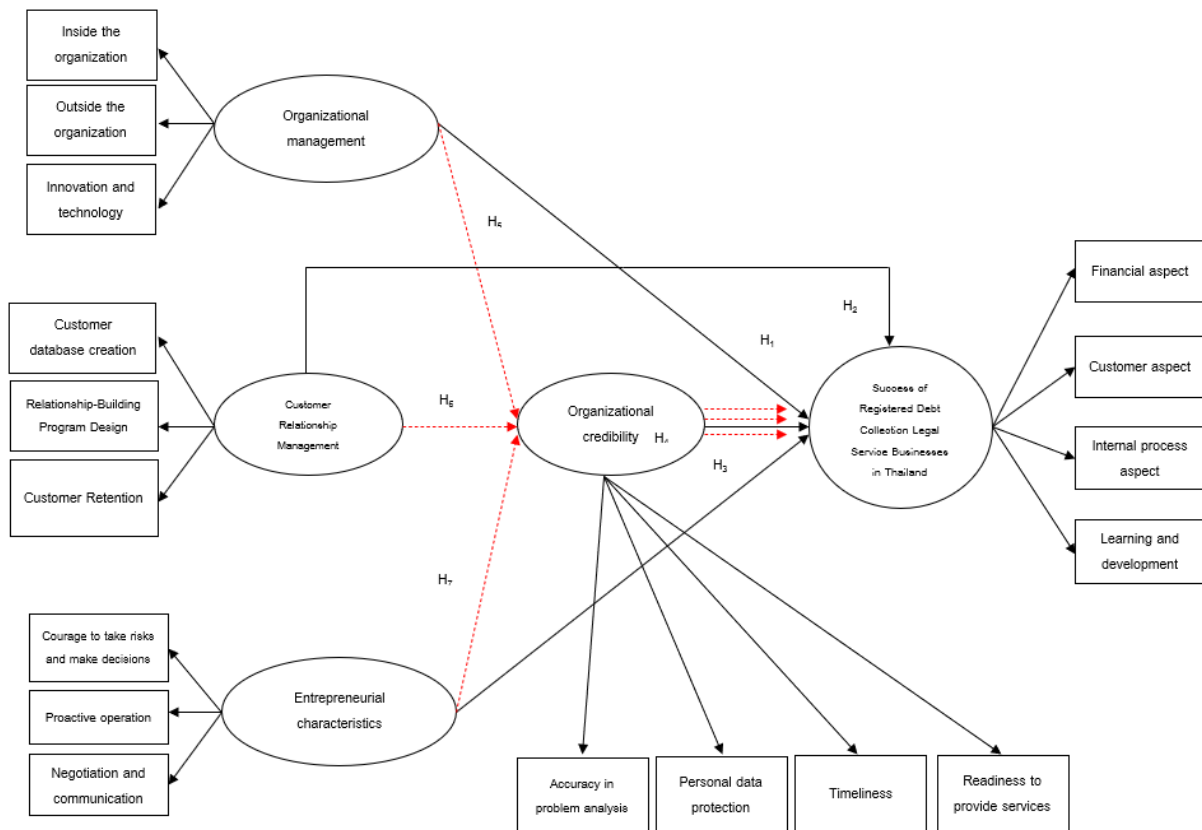 Inside the
organization
Outside the
organization
Innovation and
technology
Organizational
management
H5
H2
H1
Financial aspect
Customer aspect
Internal process
aspect
Learning and
development
Customer
database creation
Relationship-Building
Program Design
Customer Retention
Customer
Relationship
Management
H6
Organizational
credibility
H3
Success of
Registered Debt
Collection Legal
Service Businesses
in Thailand
H7
Courage to take risks
and make decisions
Proactive operation
Negotiation and
communication
Entrepreneurial
characteristics
Accuracy in
problem analysis
Personal data
protection
Timeliness
Readiness to
provide services